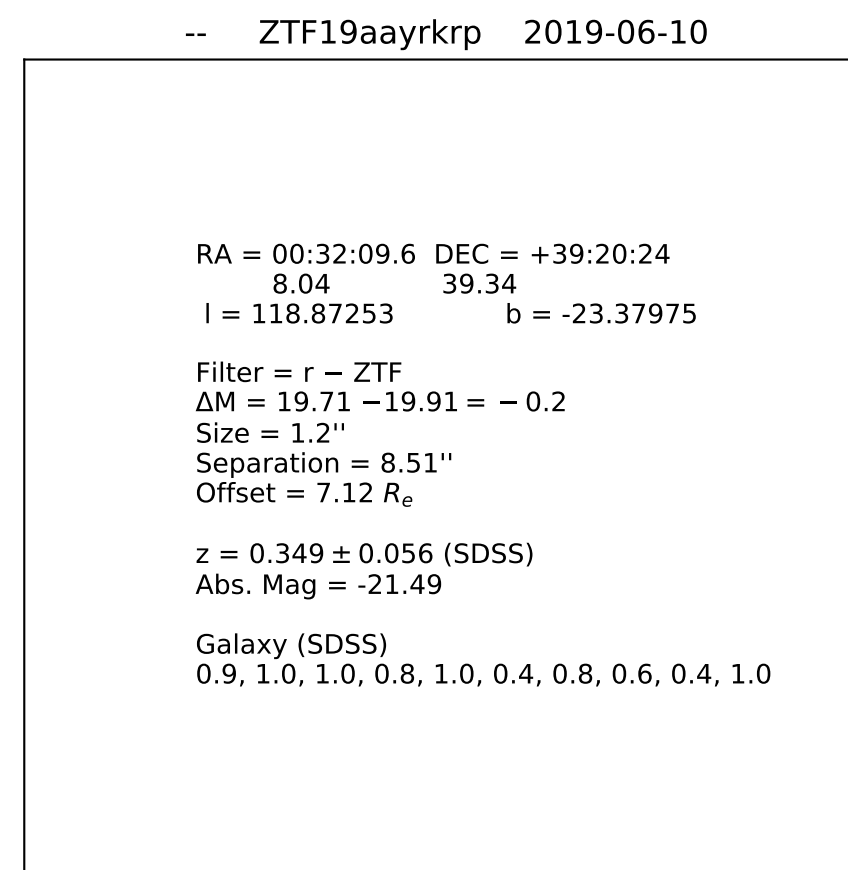 -- ZTF19aayrkrp 2019-06-10
RA = 00:32:09.6 DEC = +39:20:24
8.04 39.34
l = 118.87253 b = -23.37975
Filter = r − ZTF
ΔM = 19.71 −19.91 = − 0.2
Size = 1.2''
Separation = 8.51''
Offset = 7.12 Rₑ
z = 0.349 ± 0.056 (SDSS)
Abs. Mag = -21.49
Galaxy (SDSS)
0.9, 1.0, 1.0, 0.8, 1.0, 0.4, 0.8, 0.6, 0.4, 1.0